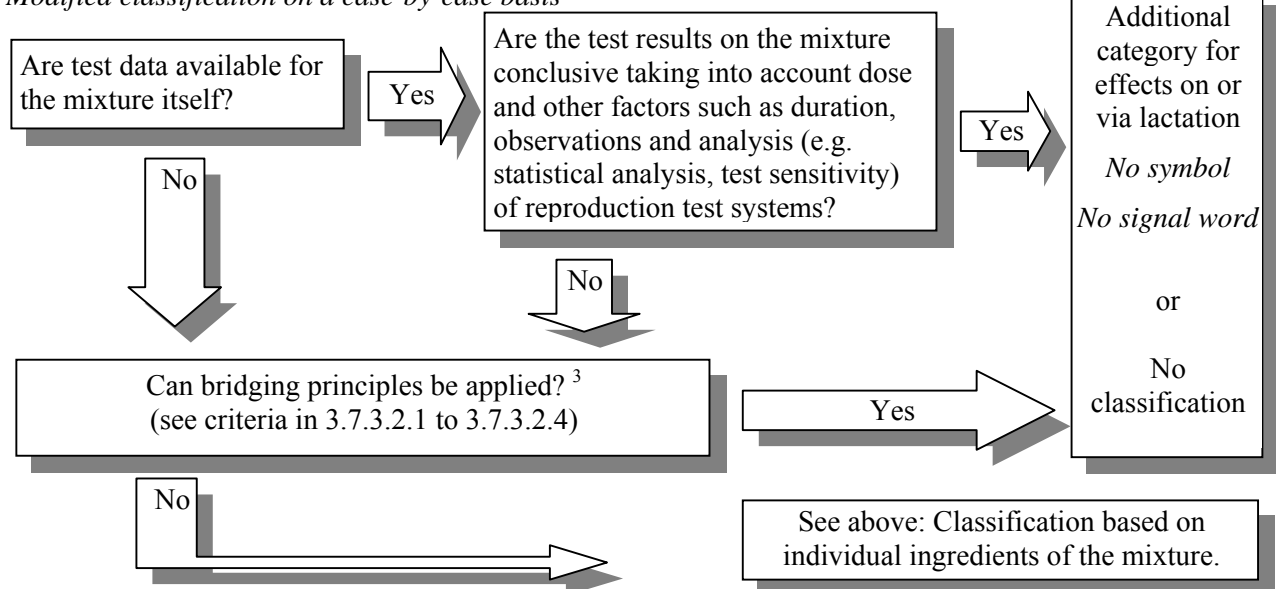 Modified classification on a case-by-case basis
Are test data available for
the mixture itself?
Yes
Are the test results on the mixture
conclusive taking into account dose
and other factors such as duration,
observations and analysis (e.g.
statistical analysis, test sensitivity)
of reproduction test systems?
Yes
Additional
category for
effects on or
via lactation
No symbol
No signal word
or
No
classification
No
No
Can bridging principles be applied? 3
(see criteria in 3.7.3.2.1 to 3.7.3.2.4)
Yes
No
See above: Classification based on
individual ingredients of the mixture.